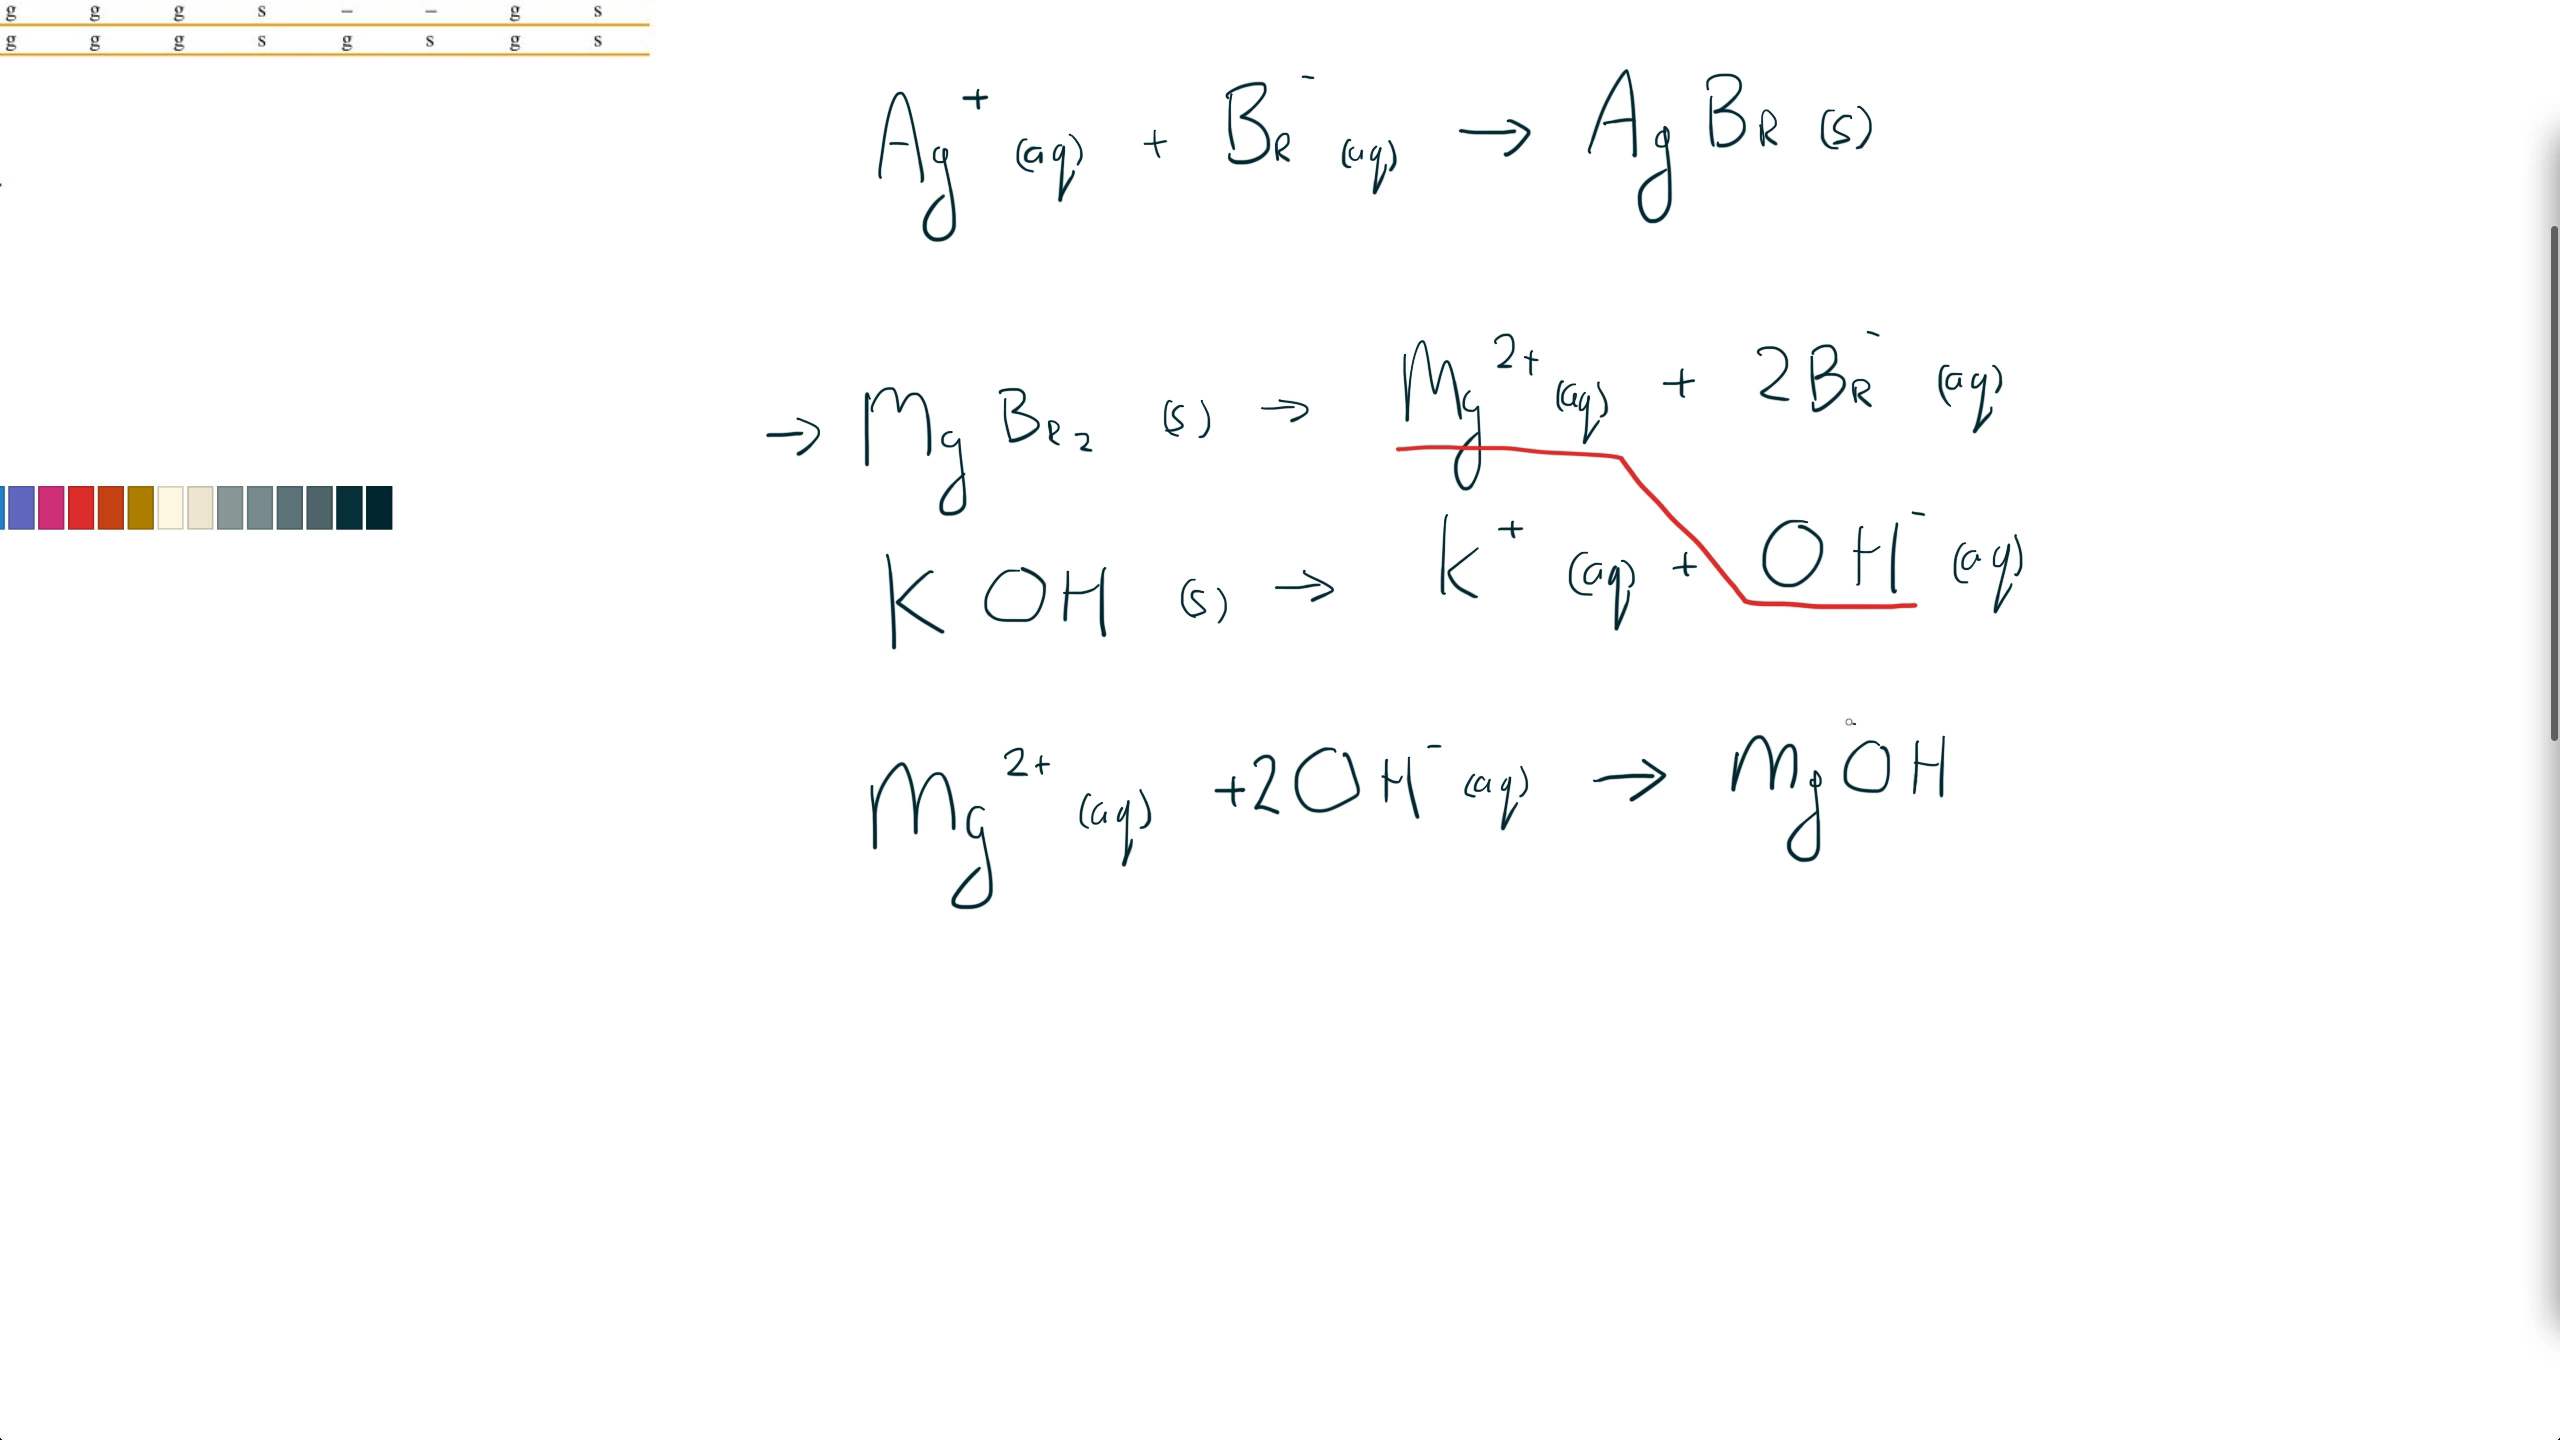 g g g s – – g s
g g g s g s g s
Ag⁺ (aq) + BR⁻ (aq) → AgBR (s)
→ MgBR₂ (s) → Mg²⁺ (aq) + 2BR⁻ (aq)
KOH (s) → K⁺ (aq) + OH⁻ (aq)
Mg²⁺ (aq) +2OH⁻ (aq) → MgOH